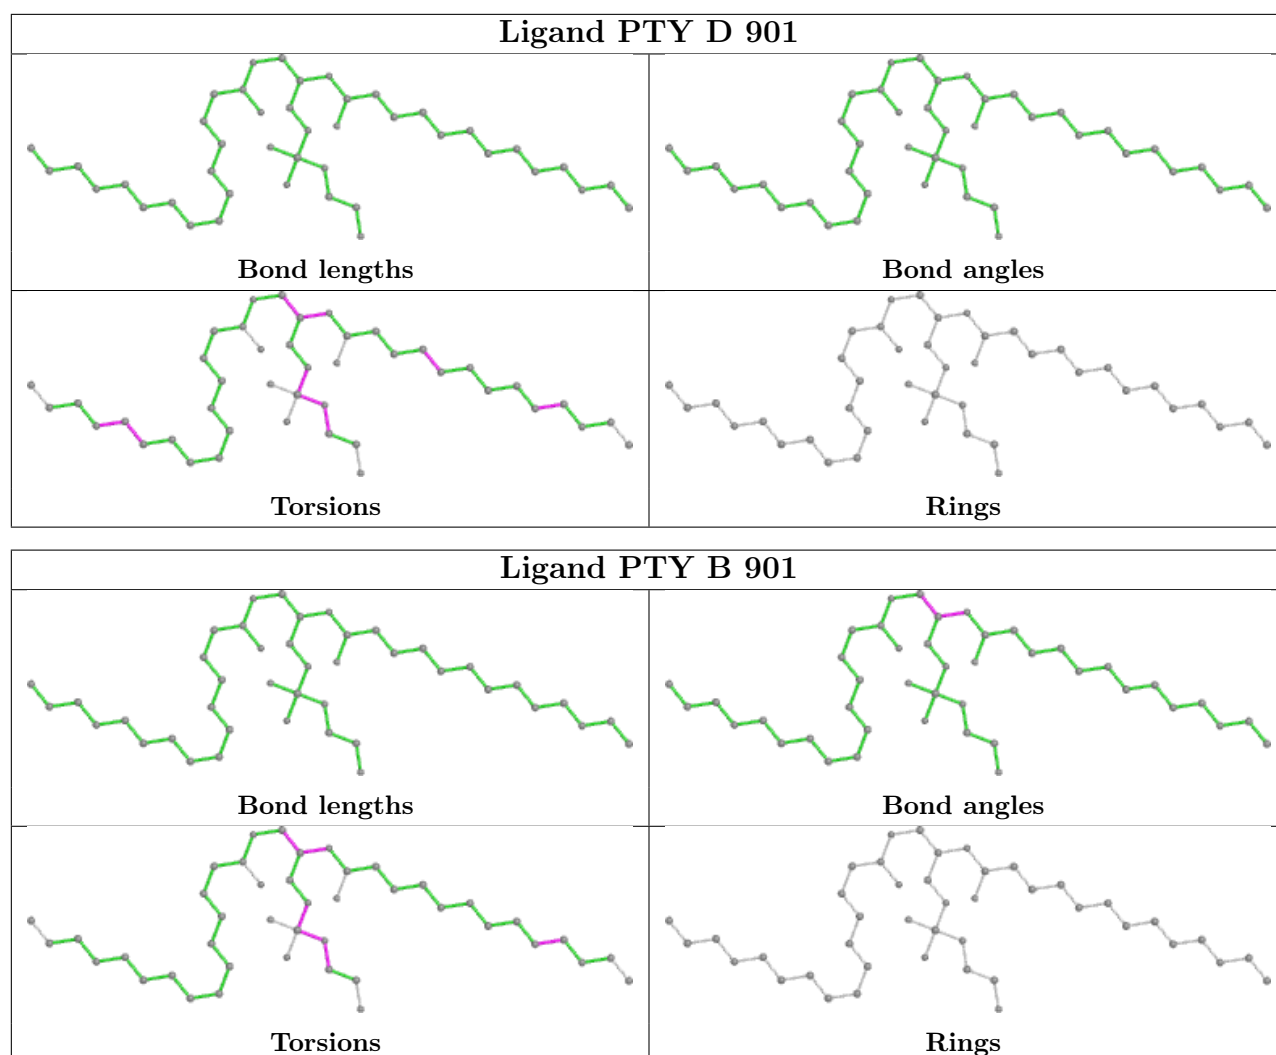 Ligand PTY D 901
Bond lengths
Bond angles
Torsions
Rings
Ligand PTY B 901
Bond lengths
Bond angles
Torsions
Rings